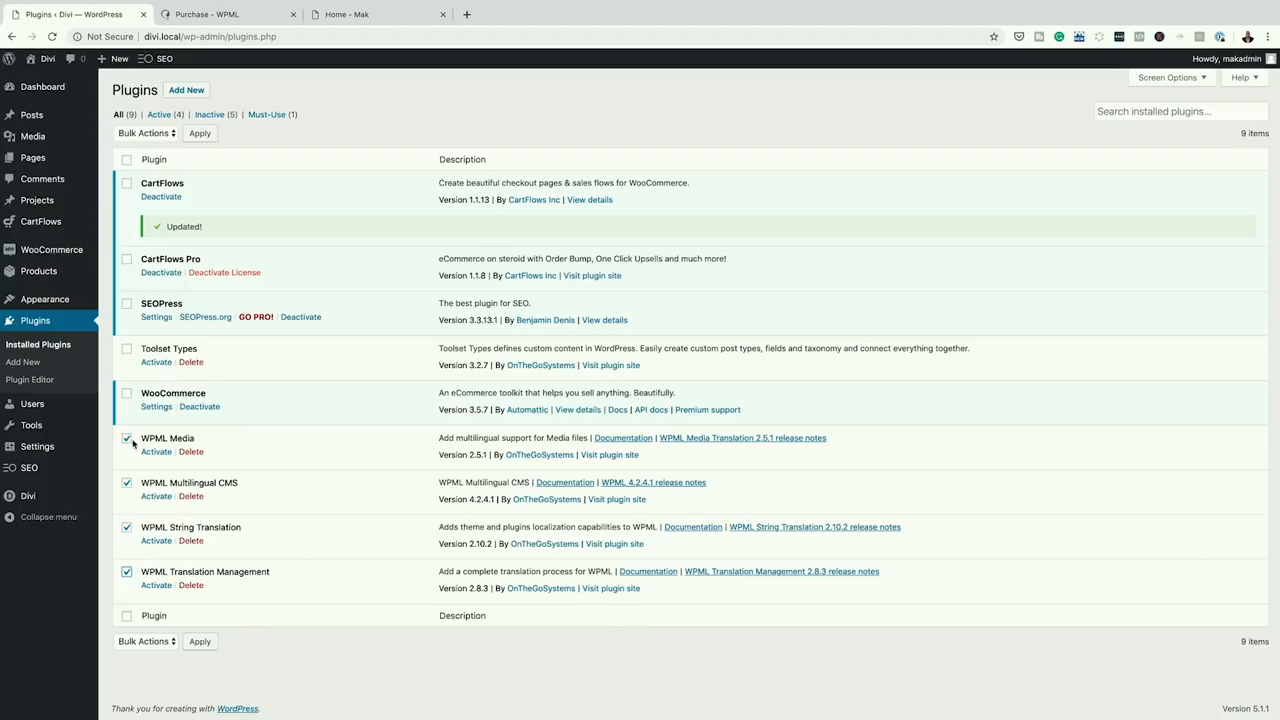 Plugins ‹ Divi — WordPress
Purchase - WPML
Home - Mak
Not Secure | divi.local/wp-admin/plugins.php
Divi 0 New SEO Howdy, makadmin
Screen Options Help
Dashboard
Posts
Media
Pages
Comments
Projects
CartFlows
WooCommerce
Products
Appearance
Plugins
Installed Plugins
Add New
Plugin Editor
Users
Tools
Settings
SEO
Divi
Collapse menu
Plugins Add New
All (9) | Active (4) | Inactive (5) | Must-Use (1)
Search installed plugins...
Bulk Actions Apply 9 items
Plugin Description
CartFlows Create beautiful checkout pages & sales flows for WooCommerce.
Deactivate Version 1.1.13 | By CartFlows Inc | View details
Updated!
CartFlows Pro eCommerce on steroid with Order Bump, One Click Upsells and much more!
Deactivate | Deactivate License Version 1.1.8 | By CartFlows Inc | Visit plugin site
SEOPress The best plugin for SEO.
Settings | SEOPress.org | GO PRO! | Deactivate Version 3.3.13.1 | By Benjamin Denis | View details
Toolset Types Toolset Types defines custom content in WordPress. Easily create custom post types, fields and taxonomy and connect everything together.
Activate | Delete Version 3.2.7 | By OnTheGoSystems | Visit plugin site
WooCommerce An eCommerce toolkit that helps you sell anything. Beautifully.
Settings | Deactivate Version 3.5.7 | By Automattic | View details | Docs | API docs | Premium support
WPML Media Add multilingual support for Media files | Documentation | WPML Media Translation 2.5.1 release notes
Activate | Delete Version 2.5.1 | By OnTheGoSystems | Visit plugin site
WPML Multilingual CMS WPML Multilingual CMS | Documentation | WPML 4.2.4.1 release notes
Activate | Delete Version 4.2.4.1 | By OnTheGoSystems | Visit plugin site
WPML String Translation Adds theme and plugins localization capabilities to WPML | Documentation | WPML String Translation 2.10.2 release notes
Activate | Delete Version 2.10.2 | By OnTheGoSystems | Visit plugin site
WPML Translation Management Add a complete translation process for WPML | Documentation | WPML Translation Management 2.8.3 release notes
Activate | Delete Version 2.8.3 | By OnTheGoSystems | Visit plugin site
Plugin Description
Bulk Actions Apply 9 items
Thank you for creating with WordPress. Version 5.1.1